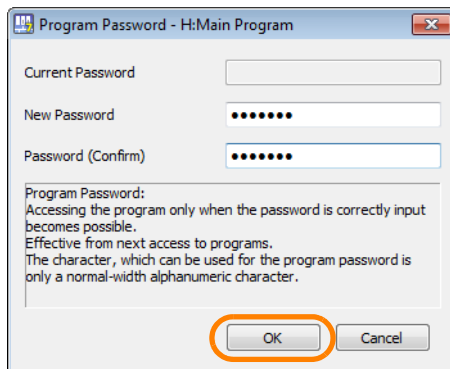 Program Password - H:Main Program
Current Password
New Password •••••••
Password (Confirm) •••••••
Program Password:
Accessing the program only when the password is correctly input
becomes possible.
Effective from next access to programs.
The character, which can be used for the program password is
only a normal-width alphanumeric character.
OK Cancel